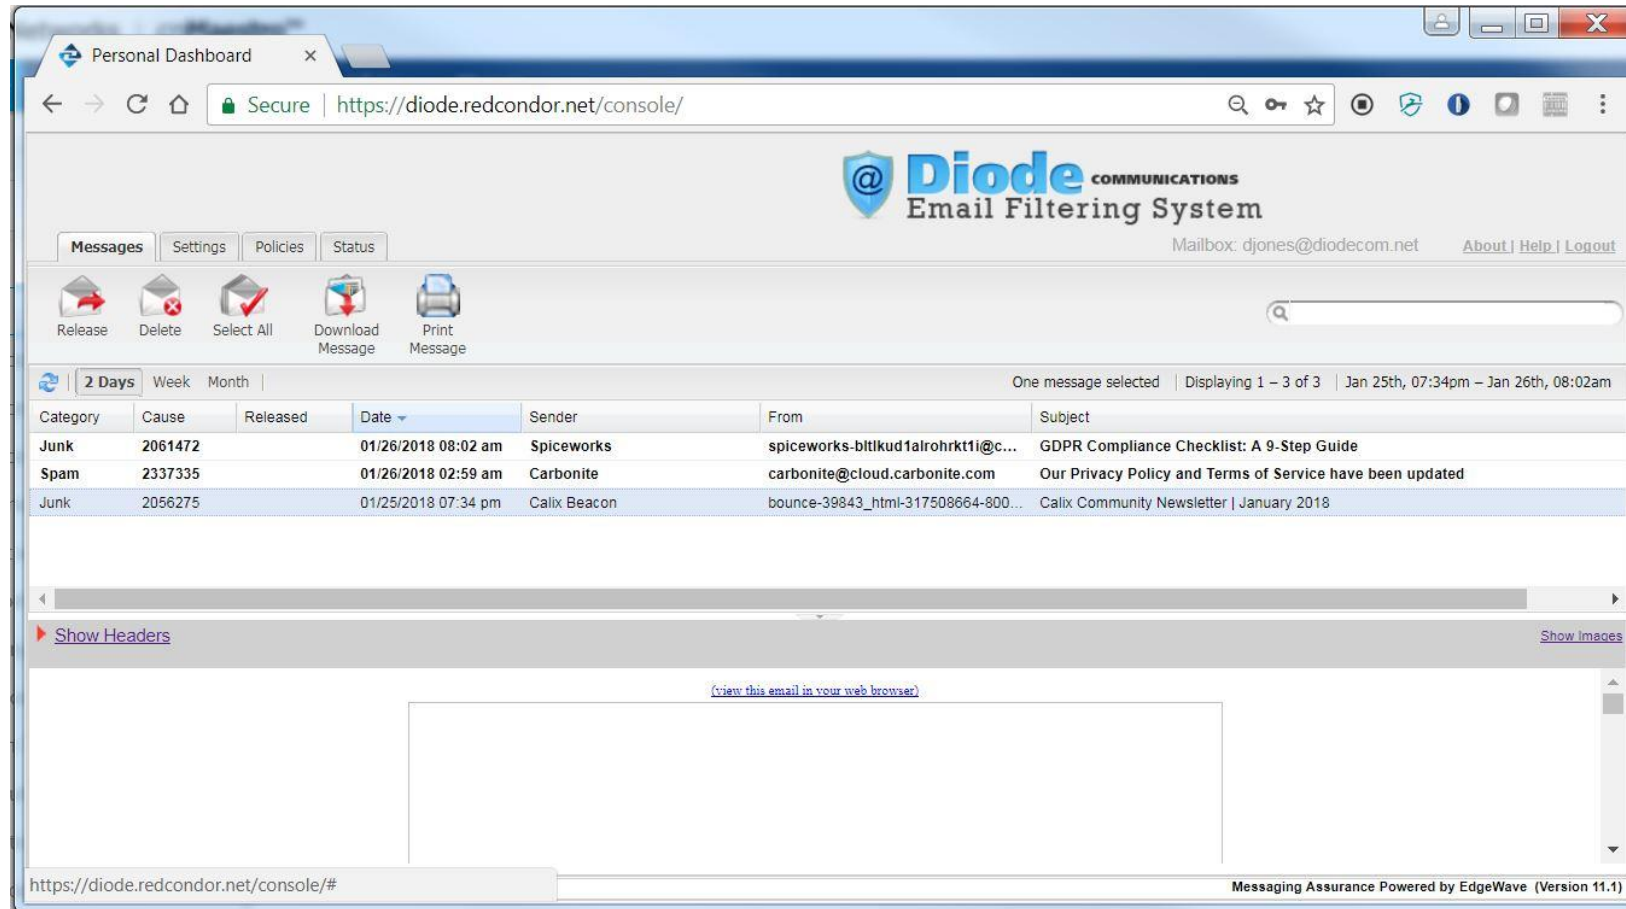 Personal Dashboard
Secure | https://diode.redcondor.net/console/
Diode COMMUNICATIONS
Email Filtering System
Messages Settings Policies Status Mailbox: djones@diodecom.net About | Help | Logout
Release Delete Select All Download Message Print Message
2 Days Week Month One message selected Displaying 1 – 3 of 3 Jan 25th, 07:34pm – Jan 26th, 08:02am
Category Cause Released Date Sender From Subject
Junk 2061472 01/26/2018 08:02 am Spiceworks spiceworks-bltlkud1alrohrkt1i@c... GDPR Compliance Checklist: A 9-Step Guide
Spam 2337335 01/26/2018 02:59 am Carbonite carbonite@cloud.carbonite.com Our Privacy Policy and Terms of Service have been updated
Junk 2056275 01/25/2018 07:34 pm Calix Beacon bounce-39843_html-317508664-800... Calix Community Newsletter | January 2018
Show Headers Show Images
(view this email in your web browser)
https://diode.redcondor.net/console/#
Messaging Assurance Powered by EdgeWave (Version 11.1)